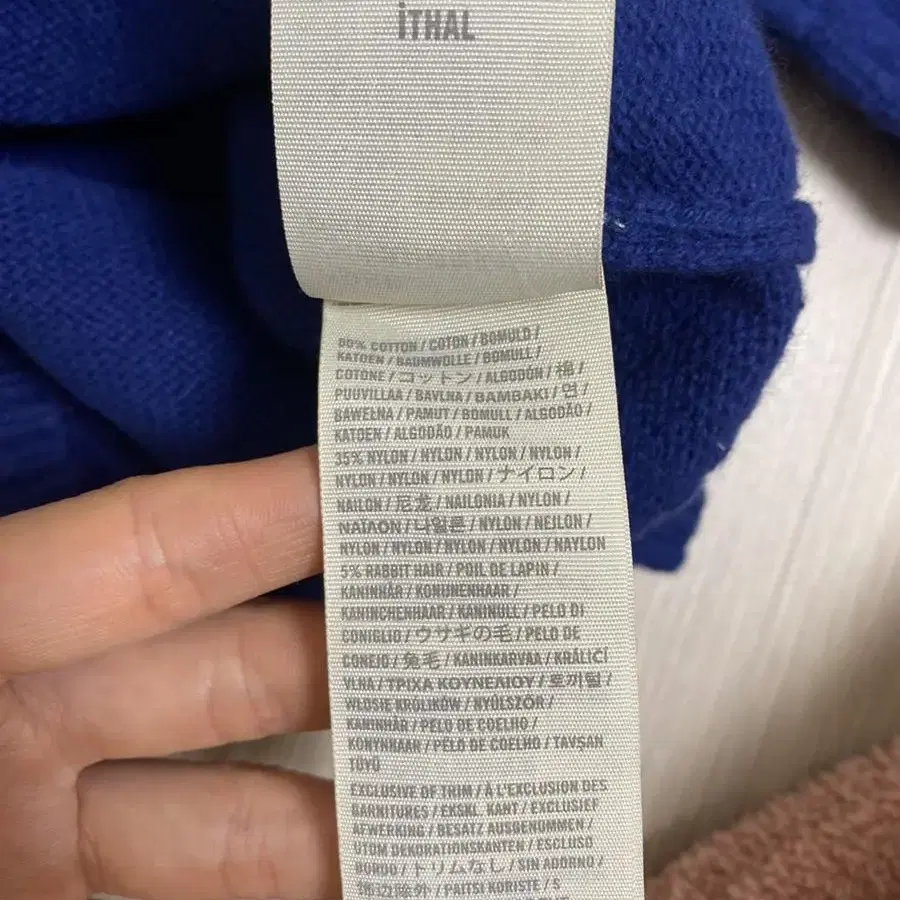 İTHAL
60% COTTON / COTON / BOMULD /
KATOEN / BAUMWOLLE / BOMULL /
COTONE / コットン / ALGODÓN / 棉 /
PUUVILLAA / BAVLNA / ΒΑΜΒΑΚΙ / 면 /
BAWEŁNA / PAMUT / BOMULL / ALGODÃO /
KATOEN / ALGODÃO / PAMUK
35% NYLON / NYLON / NYLON / NYLON /
NYLON / NYLON / NYLON / ナイロン /
NAILON / 尼龙 / NAILONIA / NYLON /
ΝΑΪΛΟΝ / 나일론 / NYLON / NEJLON /
NYLON / NYLON / NYLON / NYLON / NAYLON
5% RABBIT HAIR / POIL DE LAPIN /
KANINHÅR / KONIJNENHAAR /
KANINCHENHAAR / KANINULL / PELO DI
CONIGLIO / ウサギの毛 / PELO DE
CONEJO / 兔毛 / KANINKARVAA / KRÁLIČÍ
VLNA / ΤΡΙΧΑ ΚΟΥΝΕΛΙΟΥ / 토끼털 /
WŁOSIE KRÓLIKÓW / NYÚLSZŐR /
KANINHÅR / PELO DE COELHO /
KONYNHAAR / PELO DE COELHO / TAVŞAN
TÜYÜ
EXCLUSIVE OF TRIM / À L'EXCLUSION DES
GARNITURES / EKSKL. KANT / EXCLUSIEF
AFWERKING / BESATZ AUSGENOMMEN /
UTOM DEKORATIONSKANTEN / ESCLUSO
BORDO / トリムなし / SIN ADORNO /
饰边除外 / PAITSI KORISTE / S